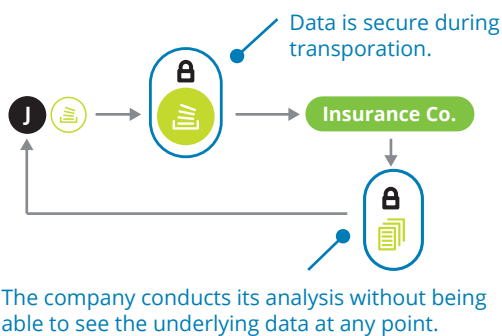 Data is secure during
transporation.
J
Insurance Co.
The company conducts its analysis without being
able to see the underlying data at any point.